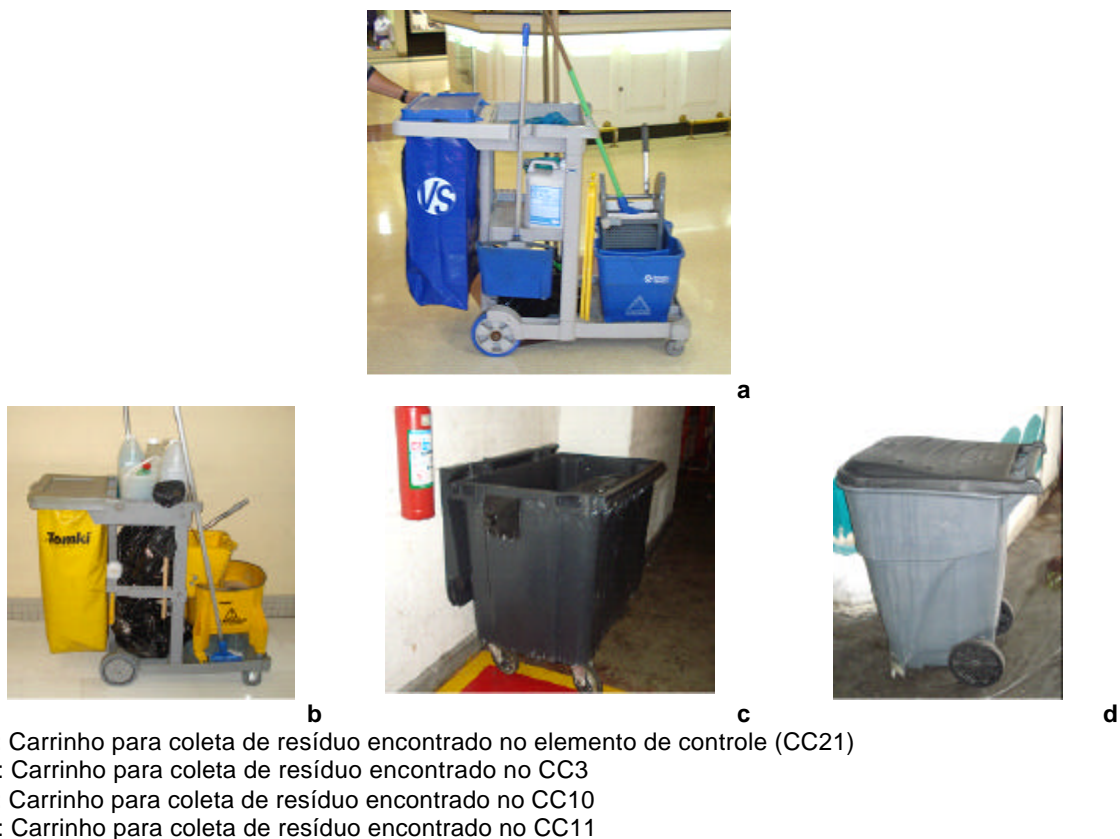 VS
a
Tomki
b
c
d
Carrinho para coleta de resíduo encontrado no elemento de controle (CC21)
: Carrinho para coleta de resíduo encontrado no CC3
Carrinho para coleta de resíduo encontrado no CC10
: Carrinho para coleta de resíduo encontrado no CC11